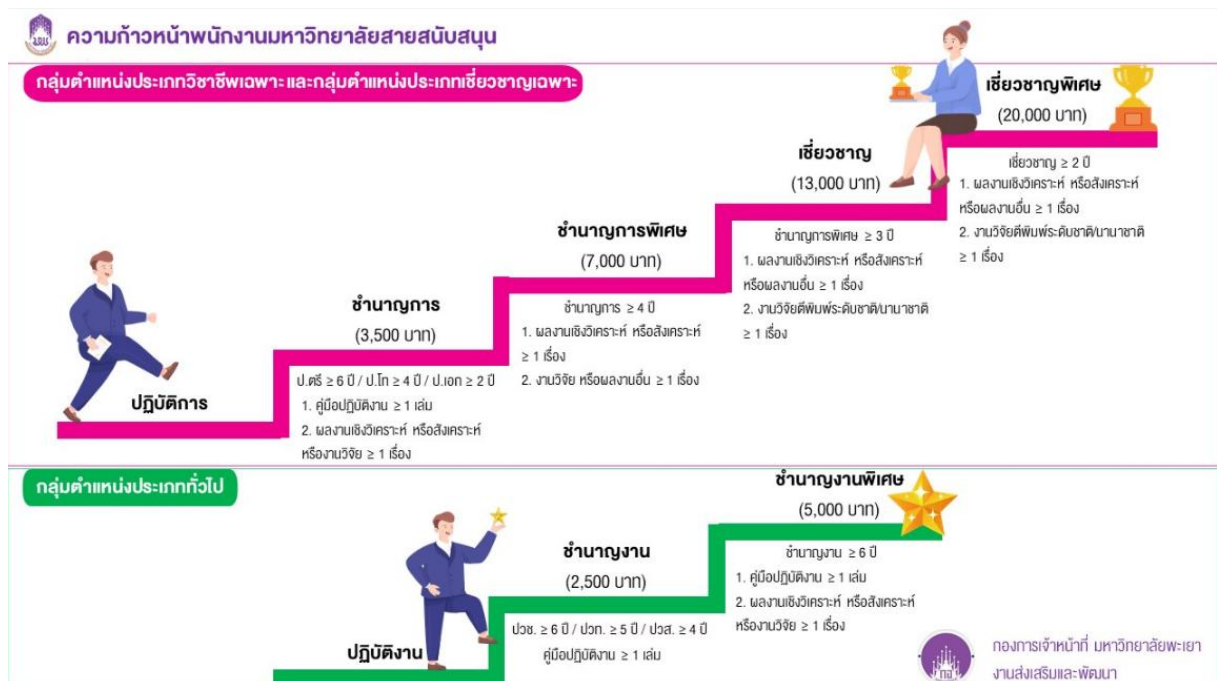 ความก้าวหน้าพนักงานมหาวิทยาลัยสายสนับสนุน
กลุ่มตำแหน่งประเภทวิชาชีพเฉพาะ และกลุ่มตำแหน่งประเภทเชี่ยวชาญเฉพาะ
เชี่ยวชาญพิเศษ
(20,000 บาท)
เชี่ยวชาญ ≥ 2 ปี
1. ผลงานเชิงวิเคราะห์ หรือสังเคราะห์
หรือผลงานอื่น ≥ 1 เรื่อง
2. งานวิจัยตีพิมพ์ระดับชาติ/นานาชาติ
≥ 1 เรื่อง
เชี่ยวชาญ
(13,000 บาท)
ชำนาญการพิเศษ ≥ 3 ปี
1. ผลงานเชิงวิเคราะห์ หรือสังเคราะห์
หรือผลงานอื่น ≥ 1 เรื่อง
2. งานวิจัยตีพิมพ์ระดับชาติ/นานาชาติ
≥ 1 เรื่อง
ชำนาญการพิเศษ
(7,000 บาท)
ชำนาญการ ≥ 4 ปี
1. ผลงานเชิงวิเคราะห์ หรือสังเคราะห์
≥ 1 เรื่อง
2. งานวิจัย หรือผลงานอื่น ≥ 1 เรื่อง
ชำนาญการ
(3,500 บาท)
ป.ตรี ≥ 6 ปี / ป.โท ≥ 4 ปี / ป.เอก ≥ 2 ปี
1. คู่มือปฏิบัติงาน ≥ 1 เล่ม
2. ผลงานเชิงวิเคราะห์ หรือสังเคราะห์
หรืองานวิจัย ≥ 1 เรื่อง
ปฏิบัติการ
กลุ่มตำแหน่งประเภททั่วไป
ชำนาญงานพิเศษ
(5,000 บาท)
ชำนาญงาน ≥ 6 ปี
1. คู่มือปฏิบัติงาน ≥ 1 เล่ม
2. ผลงานเชิงวิเคราะห์ หรือสังเคราะห์
หรืองานวิจัย ≥ 1 เรื่อง
ชำนาญงาน
(2,500 บาท)
ปวช. ≥ 6 ปี / ปวท. ≥ 5 ปี / ปวส. ≥ 4 ปี
คู่มือปฏิบัติงาน ≥ 1 เล่ม
ปฏิบัติงาน
กองการเจ้าหน้าที่ มหาวิทยาลัยพะเยา
งานส่งเสริมและพัฒนา